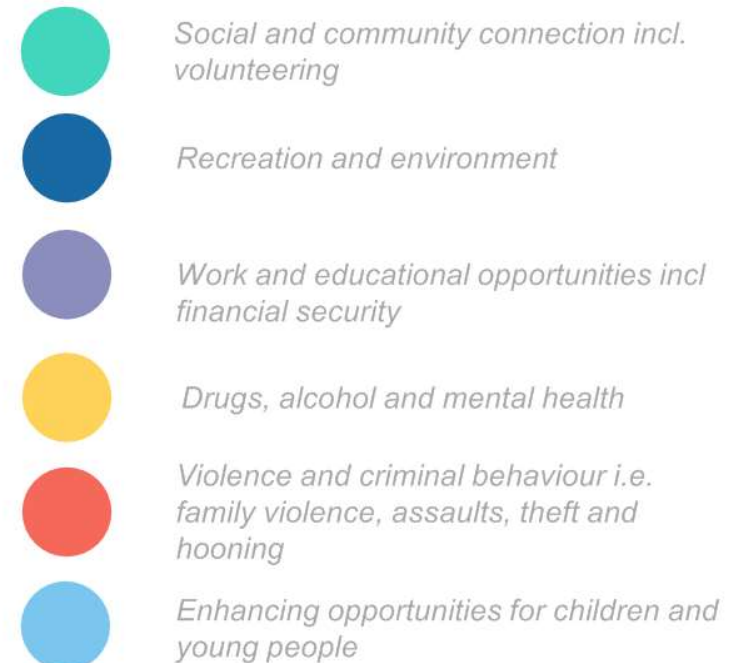 Social and community connection incl.
volunteering
Recreation and environment
Work and educational opportunities incl
financial security
Drugs, alcohol and mental health
Violence and criminal behaviour i.e.
family violence, assaults, theft and
hooning
Enhancing opportunities for children and
young people